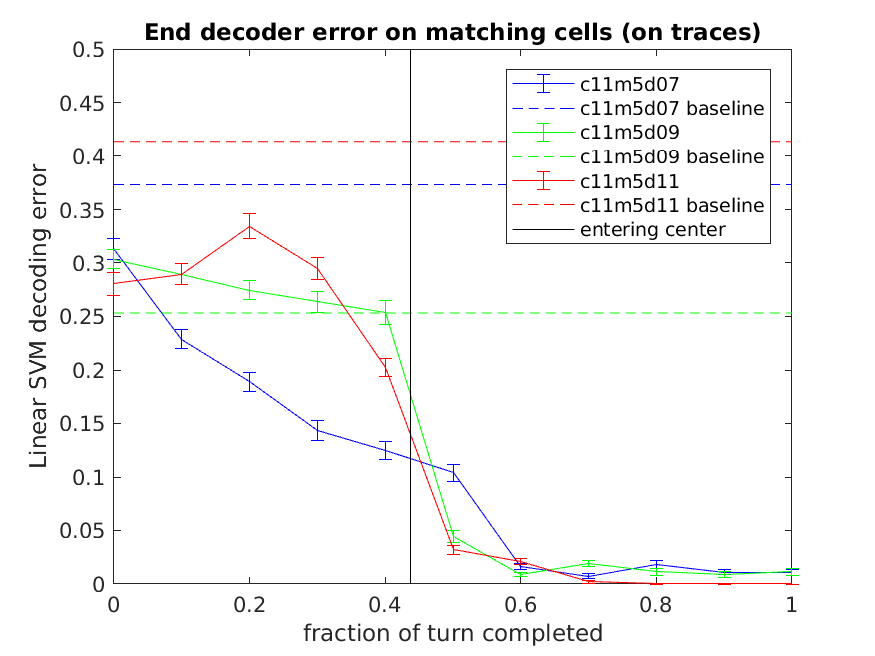 End decoder error on matching cells (on traces)
0.5
0.45
0.4
0.35
0.3
0.25
0.2
0.15
0.1
0.05
0
Linear SVM decoding error
c11m5d07
c11m5d07 baseline
c11m5d09
c11m5d09 baseline
c11m5d11
c11m5d11 baseline
entering center
0 0.2 0.4 0.6 0.8 1
fraction of turn completed